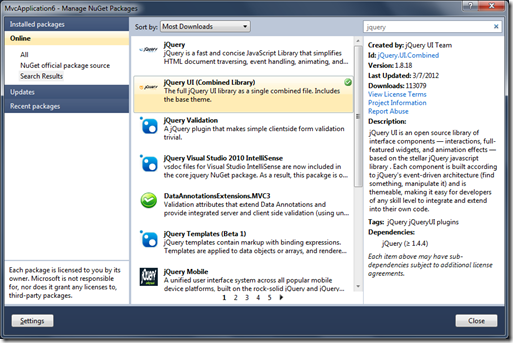 MvcApplication6 - Manage NuGet Packages
Installed packages
Online
All
NuGet official package source
Search Results
Updates
Recent packages
Each package is licensed to you by its
owner. Microsoft is not responsible
for, nor does it grant any licenses to,
third-party packages.
Settings
Sort by: Most Downloads
jQuery
jQuery is a fast and concise JavaScript Library that simplifies
HTML document traversing, event handling, animating, and...
jQuery UI (Combined Library)
The full jQuery UI library as a single combined file. Includes
the base theme.
jQuery Validation
A jQuery plugin that makes simple clientside form validation
trivial.
jQuery Visual Studio 2010 IntelliSense
vsdoc files for Visual Studio IntelliSense are now included in
the core jquery NuGet package. As a result, this package is o...
DataAnnotationsExtensions.MVC3
Validation attributes that extend Data Annotations and
provide integrated server and client side validation (using un...
jQuery Templates (Beta 1)
jQuery templates contain markup with binding expressions.
Templates are applied to data objects or arrays, and rendere...
jQuery Mobile
A unified user interface system across all popular mobile
device platforms, built on the rock-solid jQuery and jQuery...
1 2 3 4 5
jquery
Created by: jQuery UI Team
Id: jQuery.UI.Combined
Version: 1.8.18
Last Updated: 3/7/2012
Downloads: 113079
View License Terms
Project Information
Report Abuse
Description:
jQuery UI is an open source library of
interface components — interactions, full-
featured widgets, and animation effects —
based on the stellar jQuery javascript
library . Each component is built according
to jQuery's event-driven architecture (find
something, manipulate it) and is
themeable, making it easy for developers
of any skill level to integrate and extend
into their own code.
Tags: jQuery jQueryUI plugins
Dependencies:
jQuery (≥ 1.4.4)
Each item above may have sub-
dependencies subject to additional license
agreements.
Close